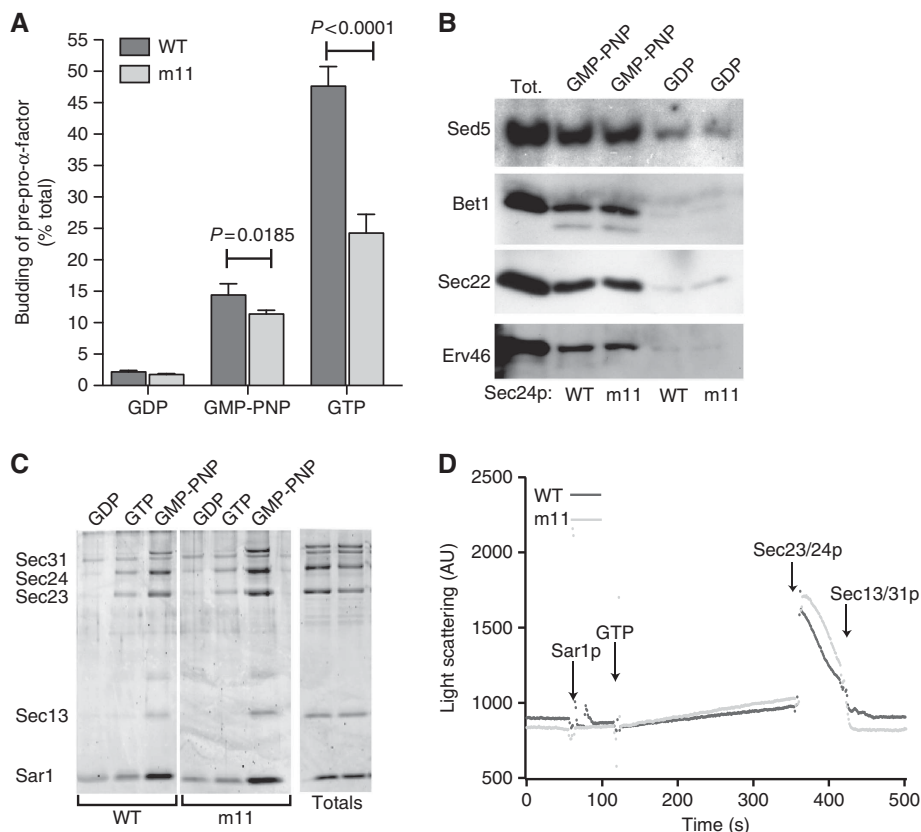 A
55
50
45
40
35
30
25
20
15
10
5
0
Budding of pre-pro-α-factor
(% total)
WT
m11
P<0.0001
P=0.0185
GDP
GMP-PNP
GTP
B
Tot.
GMP-PNP
GMP-PNP
GDP
GDP
Sed5
Bet1
Sec22
Erv46
Sec24p: WT m11 WT m11
C
GDP
GTP
GMP-PNP
GDP
GTP
GMP-PNP
Sec31
Sec24
Sec23
Sec13
Sar1
WT
m11
Totals
D
2500
2000
1500
1000
500
Light scattering (AU)
WT
m11
Sar1p
GTP
Sec23/24p
Sec13/31p
0 100 200 300 400 500
Time (s)